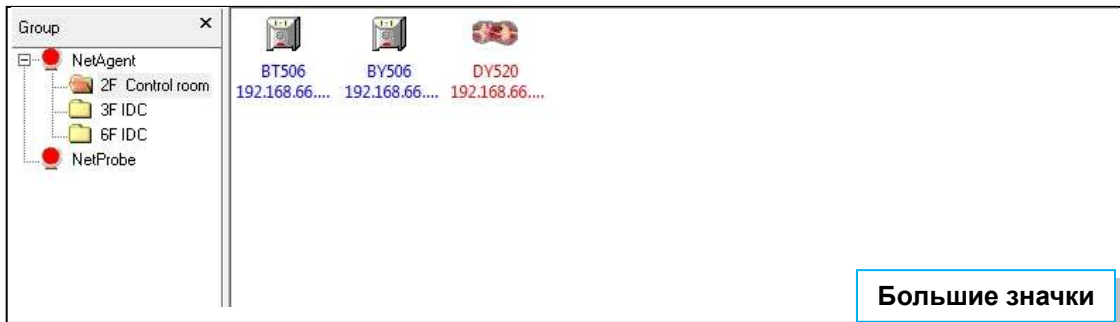 Group
×
NetAgent
2F Control room
3F IDC
6F IDC
NetProbe
BT506
192.168.66....
BY506
192.168.66....
DY520
192.168.66....
Большие значки